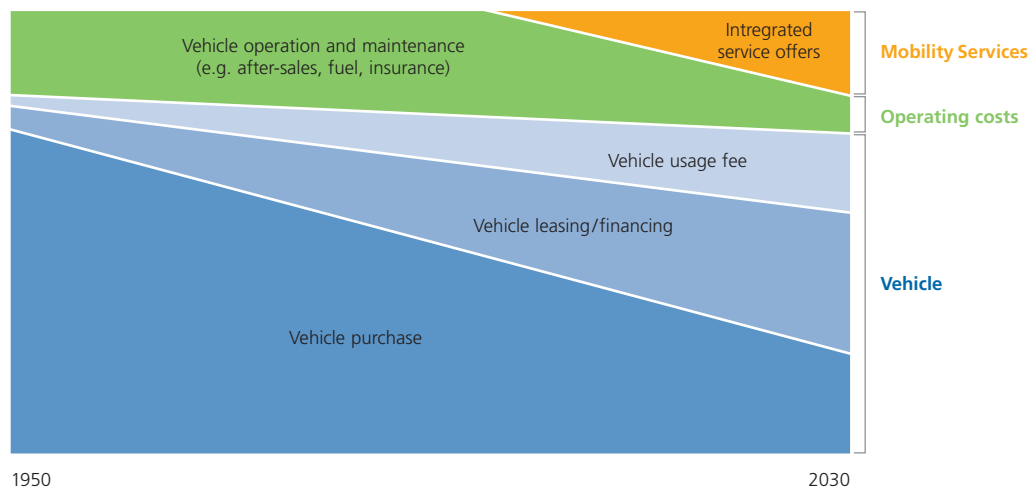 Vehicle operation and maintenance
(e.g. after-sales, fuel, insurance)
Intregrated
service offers
Mobility Services
Operating costs
Vehicle usage fee
Vehicle leasing/financing
Vehicle
Vehicle purchase
1950
2030